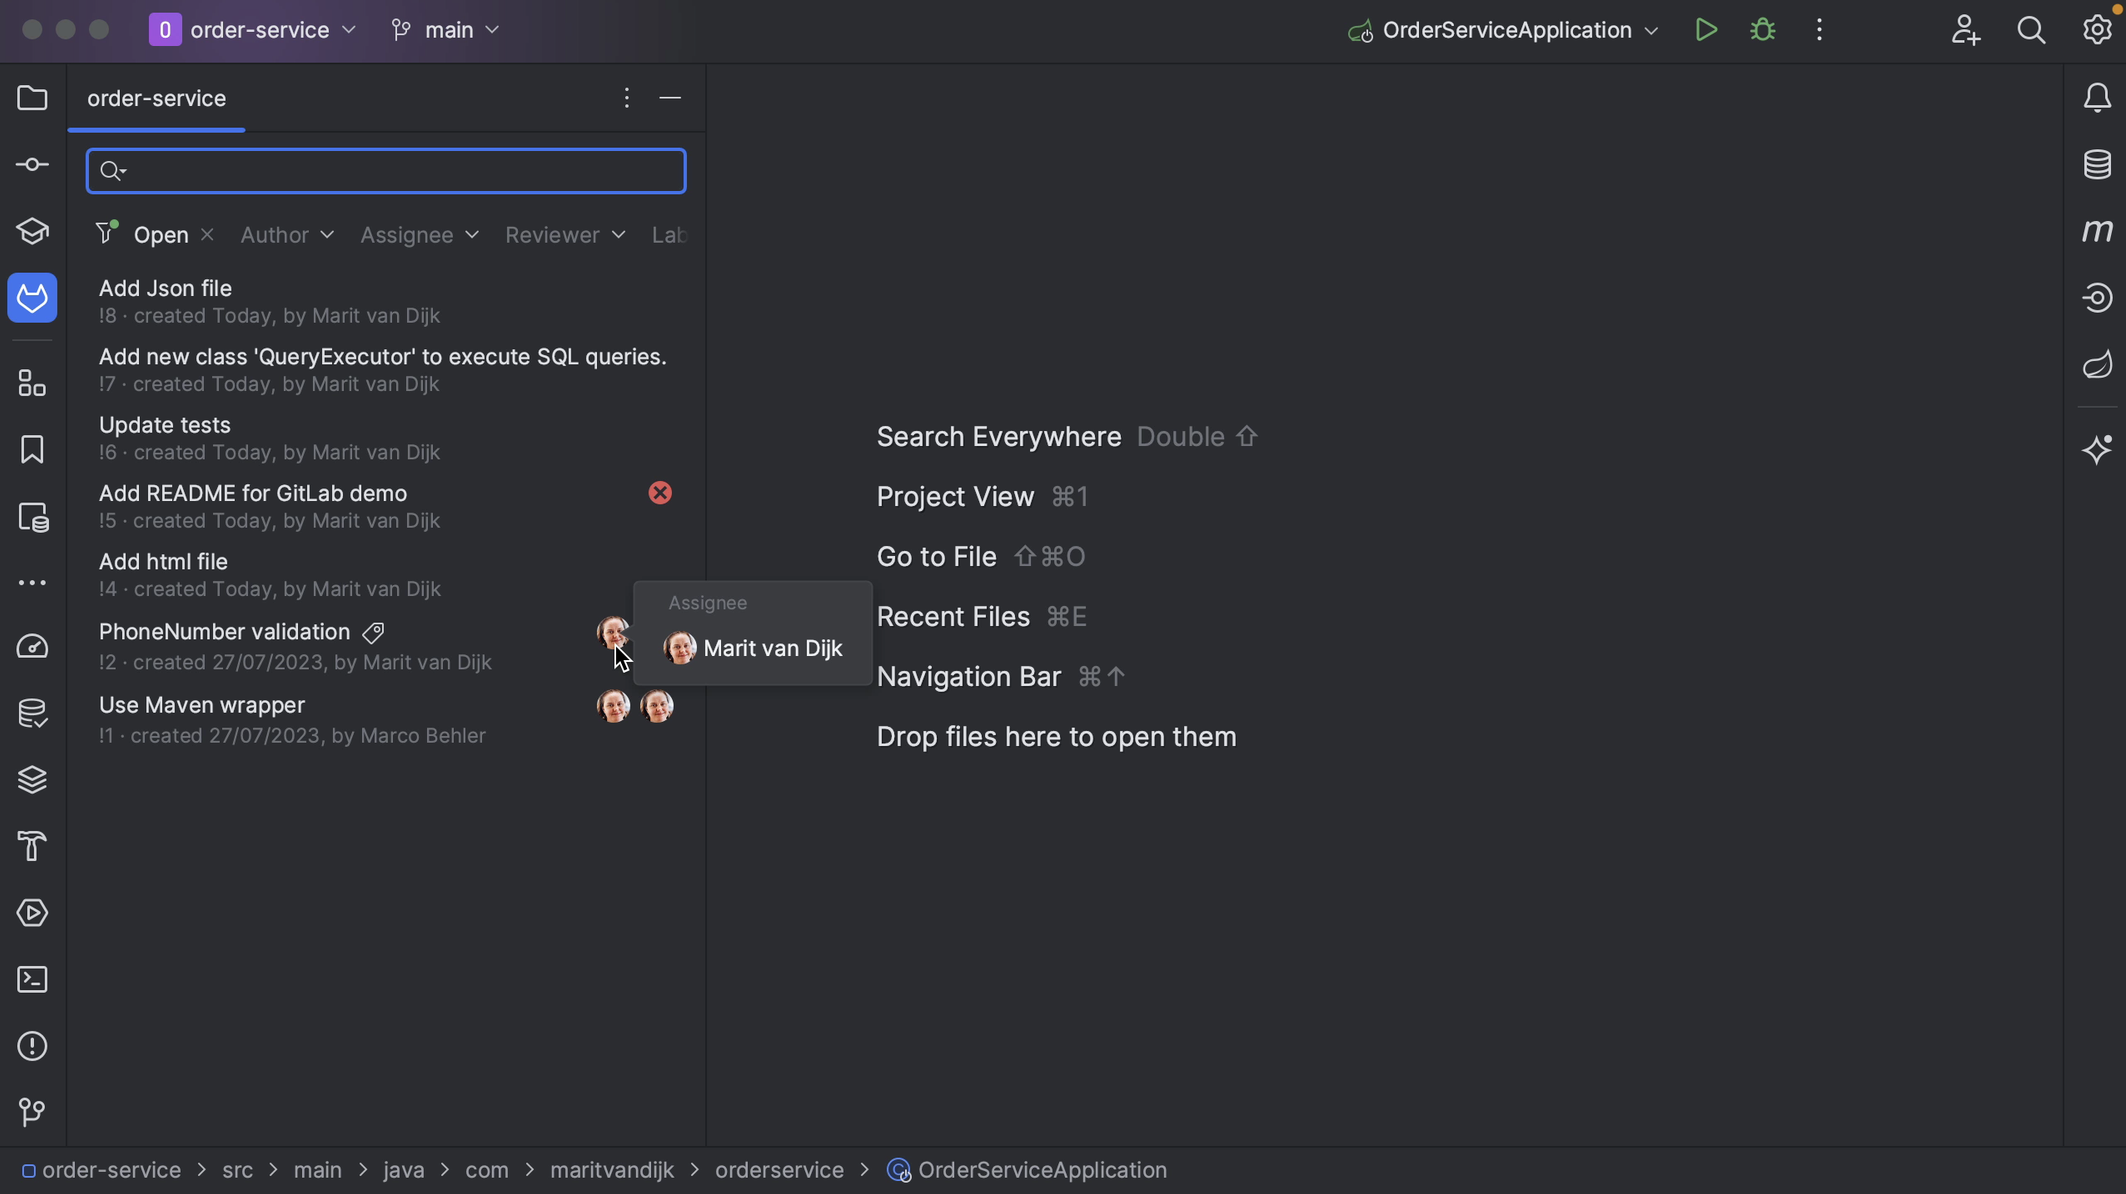 O order-service main OrderServiceApplication
order-service
Open Author Assignee Reviewer Lab
Add Json file
!8 · created Today, by Marit van Dijk
Add new class 'QueryExecutor' to execute SQL queries.
!7 · created Today, by Marit van Dijk
Update tests
!6 · created Today, by Marit van Dijk
Add README for GitLab demo
!5 · created Today, by Marit van Dijk
Add html file
!4 · created Today, by Marit van Dijk
PhoneNumber validation
!2 · created 27/07/2023, by Marit van Dijk
Use Maven wrapper
!1 · created 27/07/2023, by Marco Behler
Assignee
Marit van Dijk
Search Everywhere Double ⇧
Project View ⌘1
Go to File ⇧⌘O
Recent Files ⌘E
Navigation Bar ⌘↑
Drop files here to open them
m
order-service > src > main > java > com > maritvandijk > orderservice > OrderServiceApplication